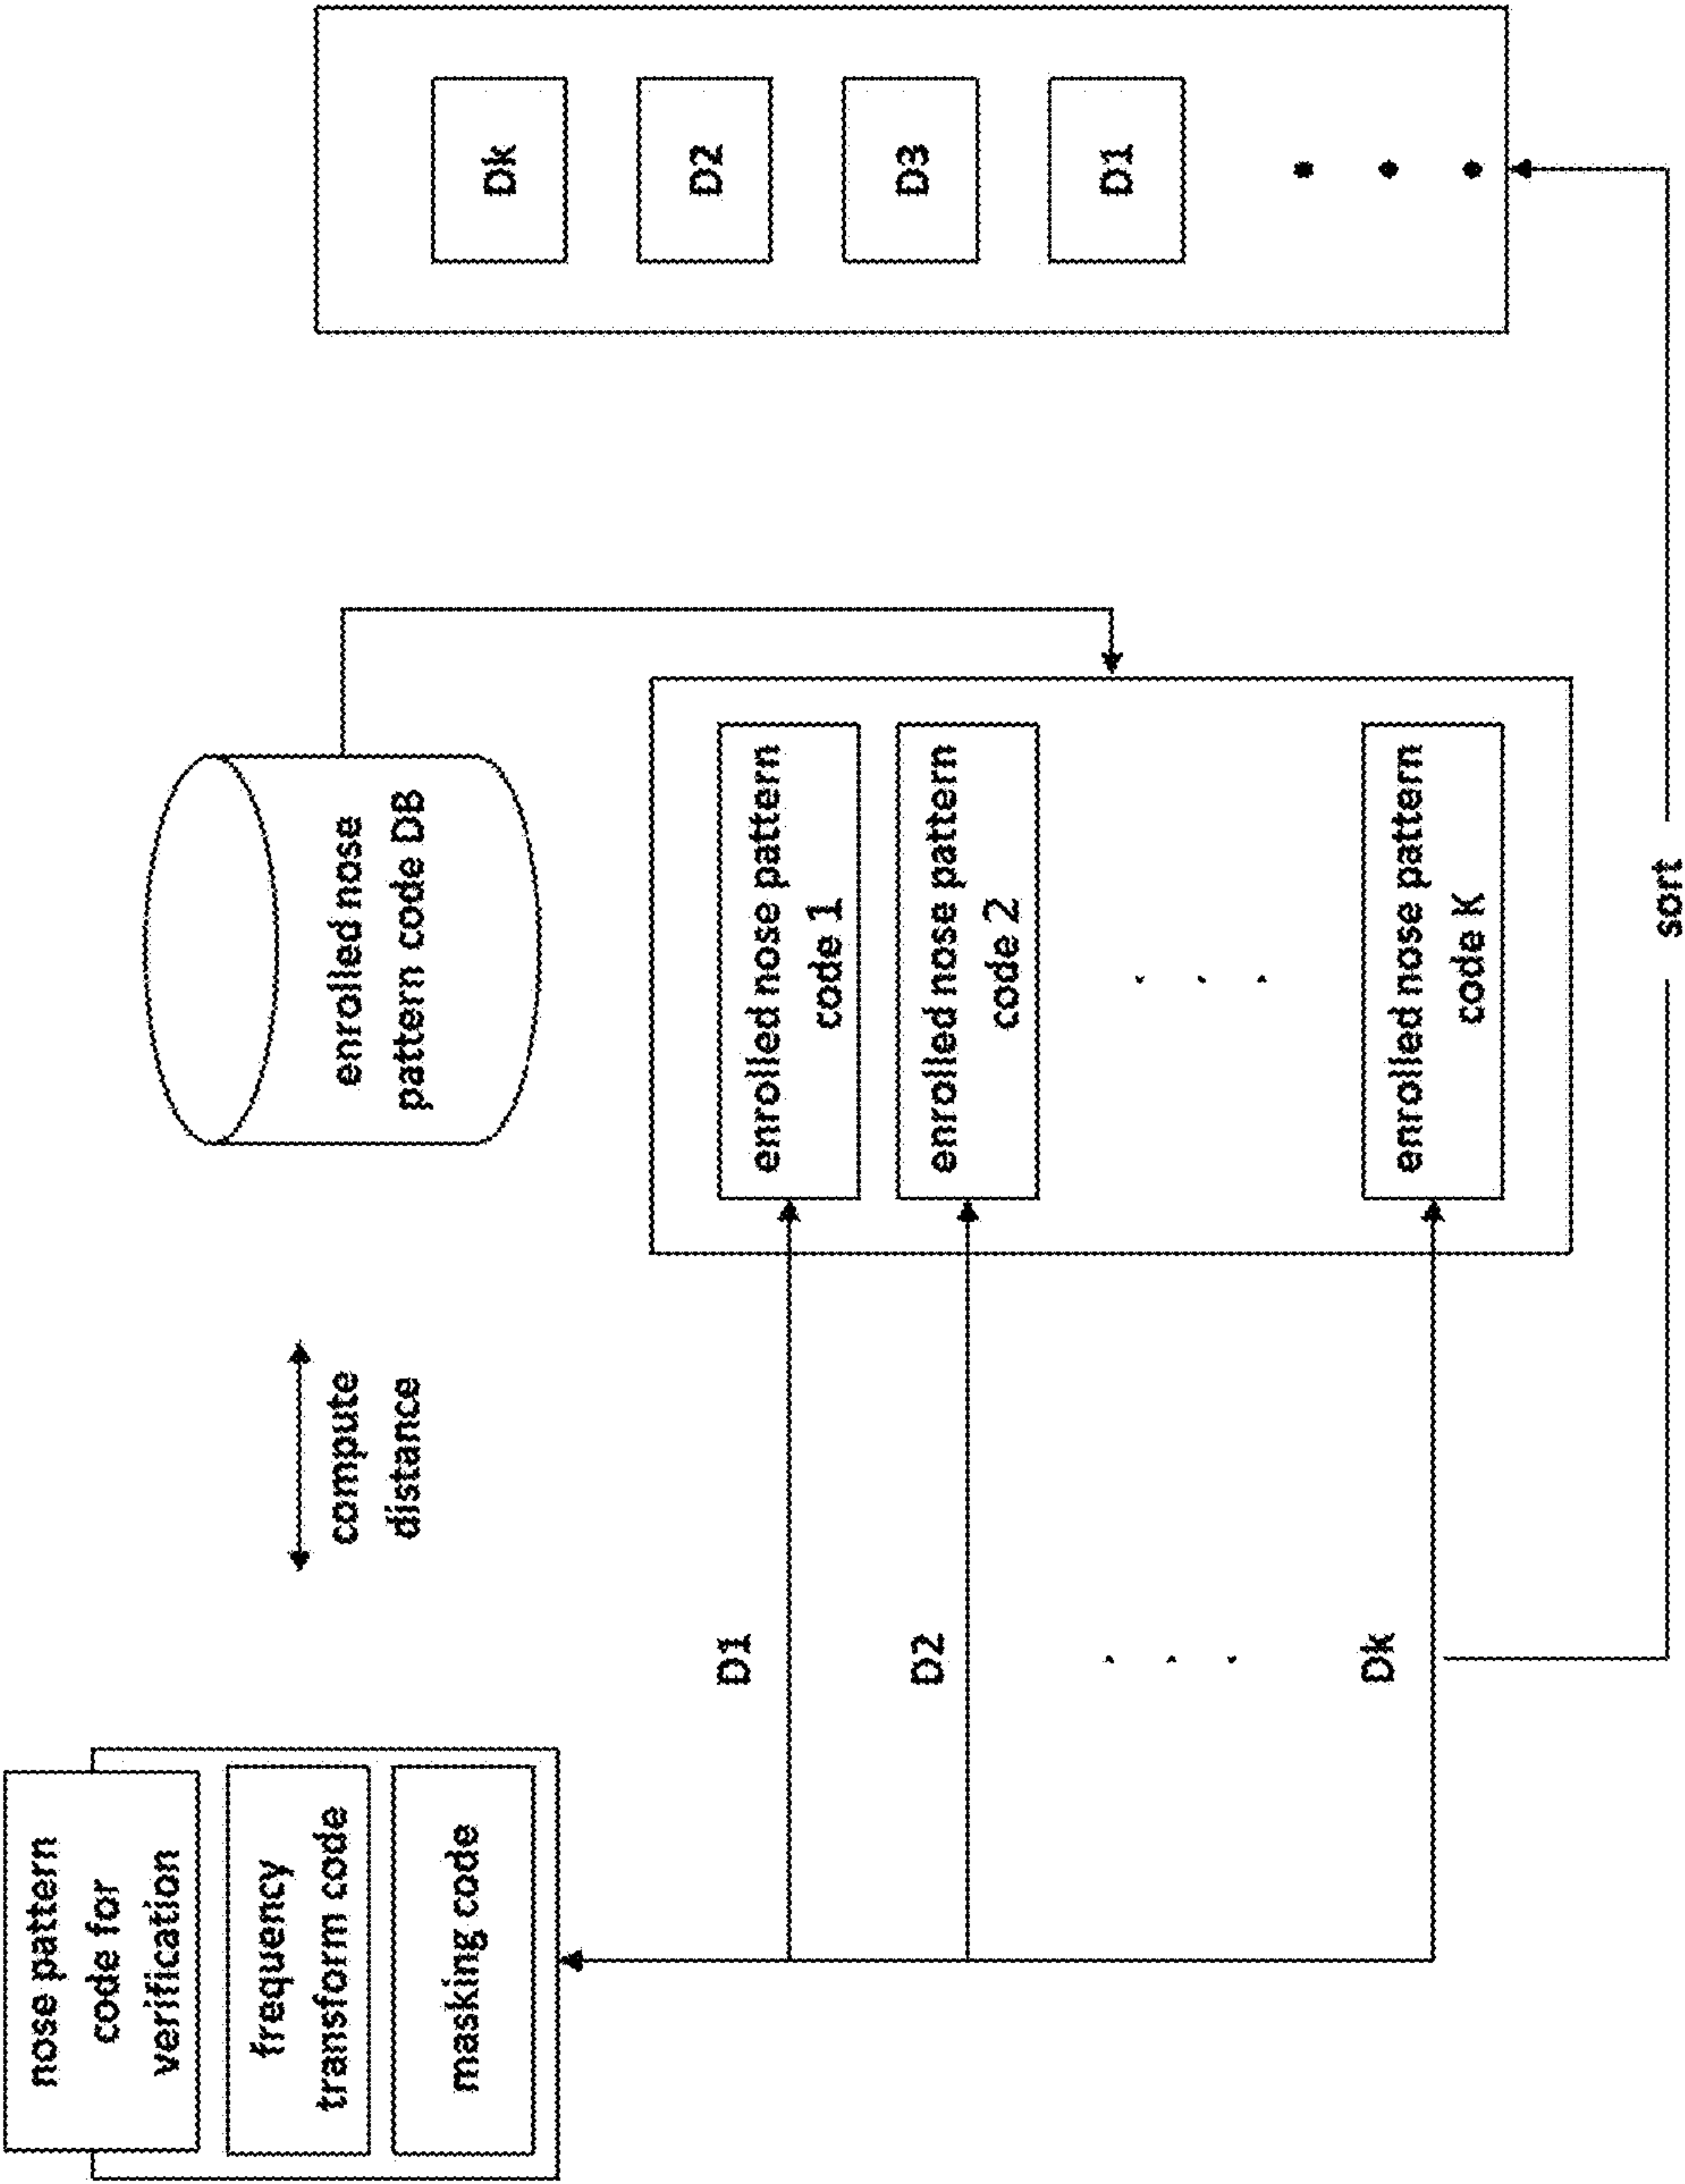 nose pattern
code for
verification
frequency
transform code
masking code
compute
distance
enrolled nose
pattern code DB
D1
D2
Dk
enrolled nose pattern
code 1
enrolled nose pattern
code 2
enrolled nose pattern
code K
sort
Dk
D2
D3
D1